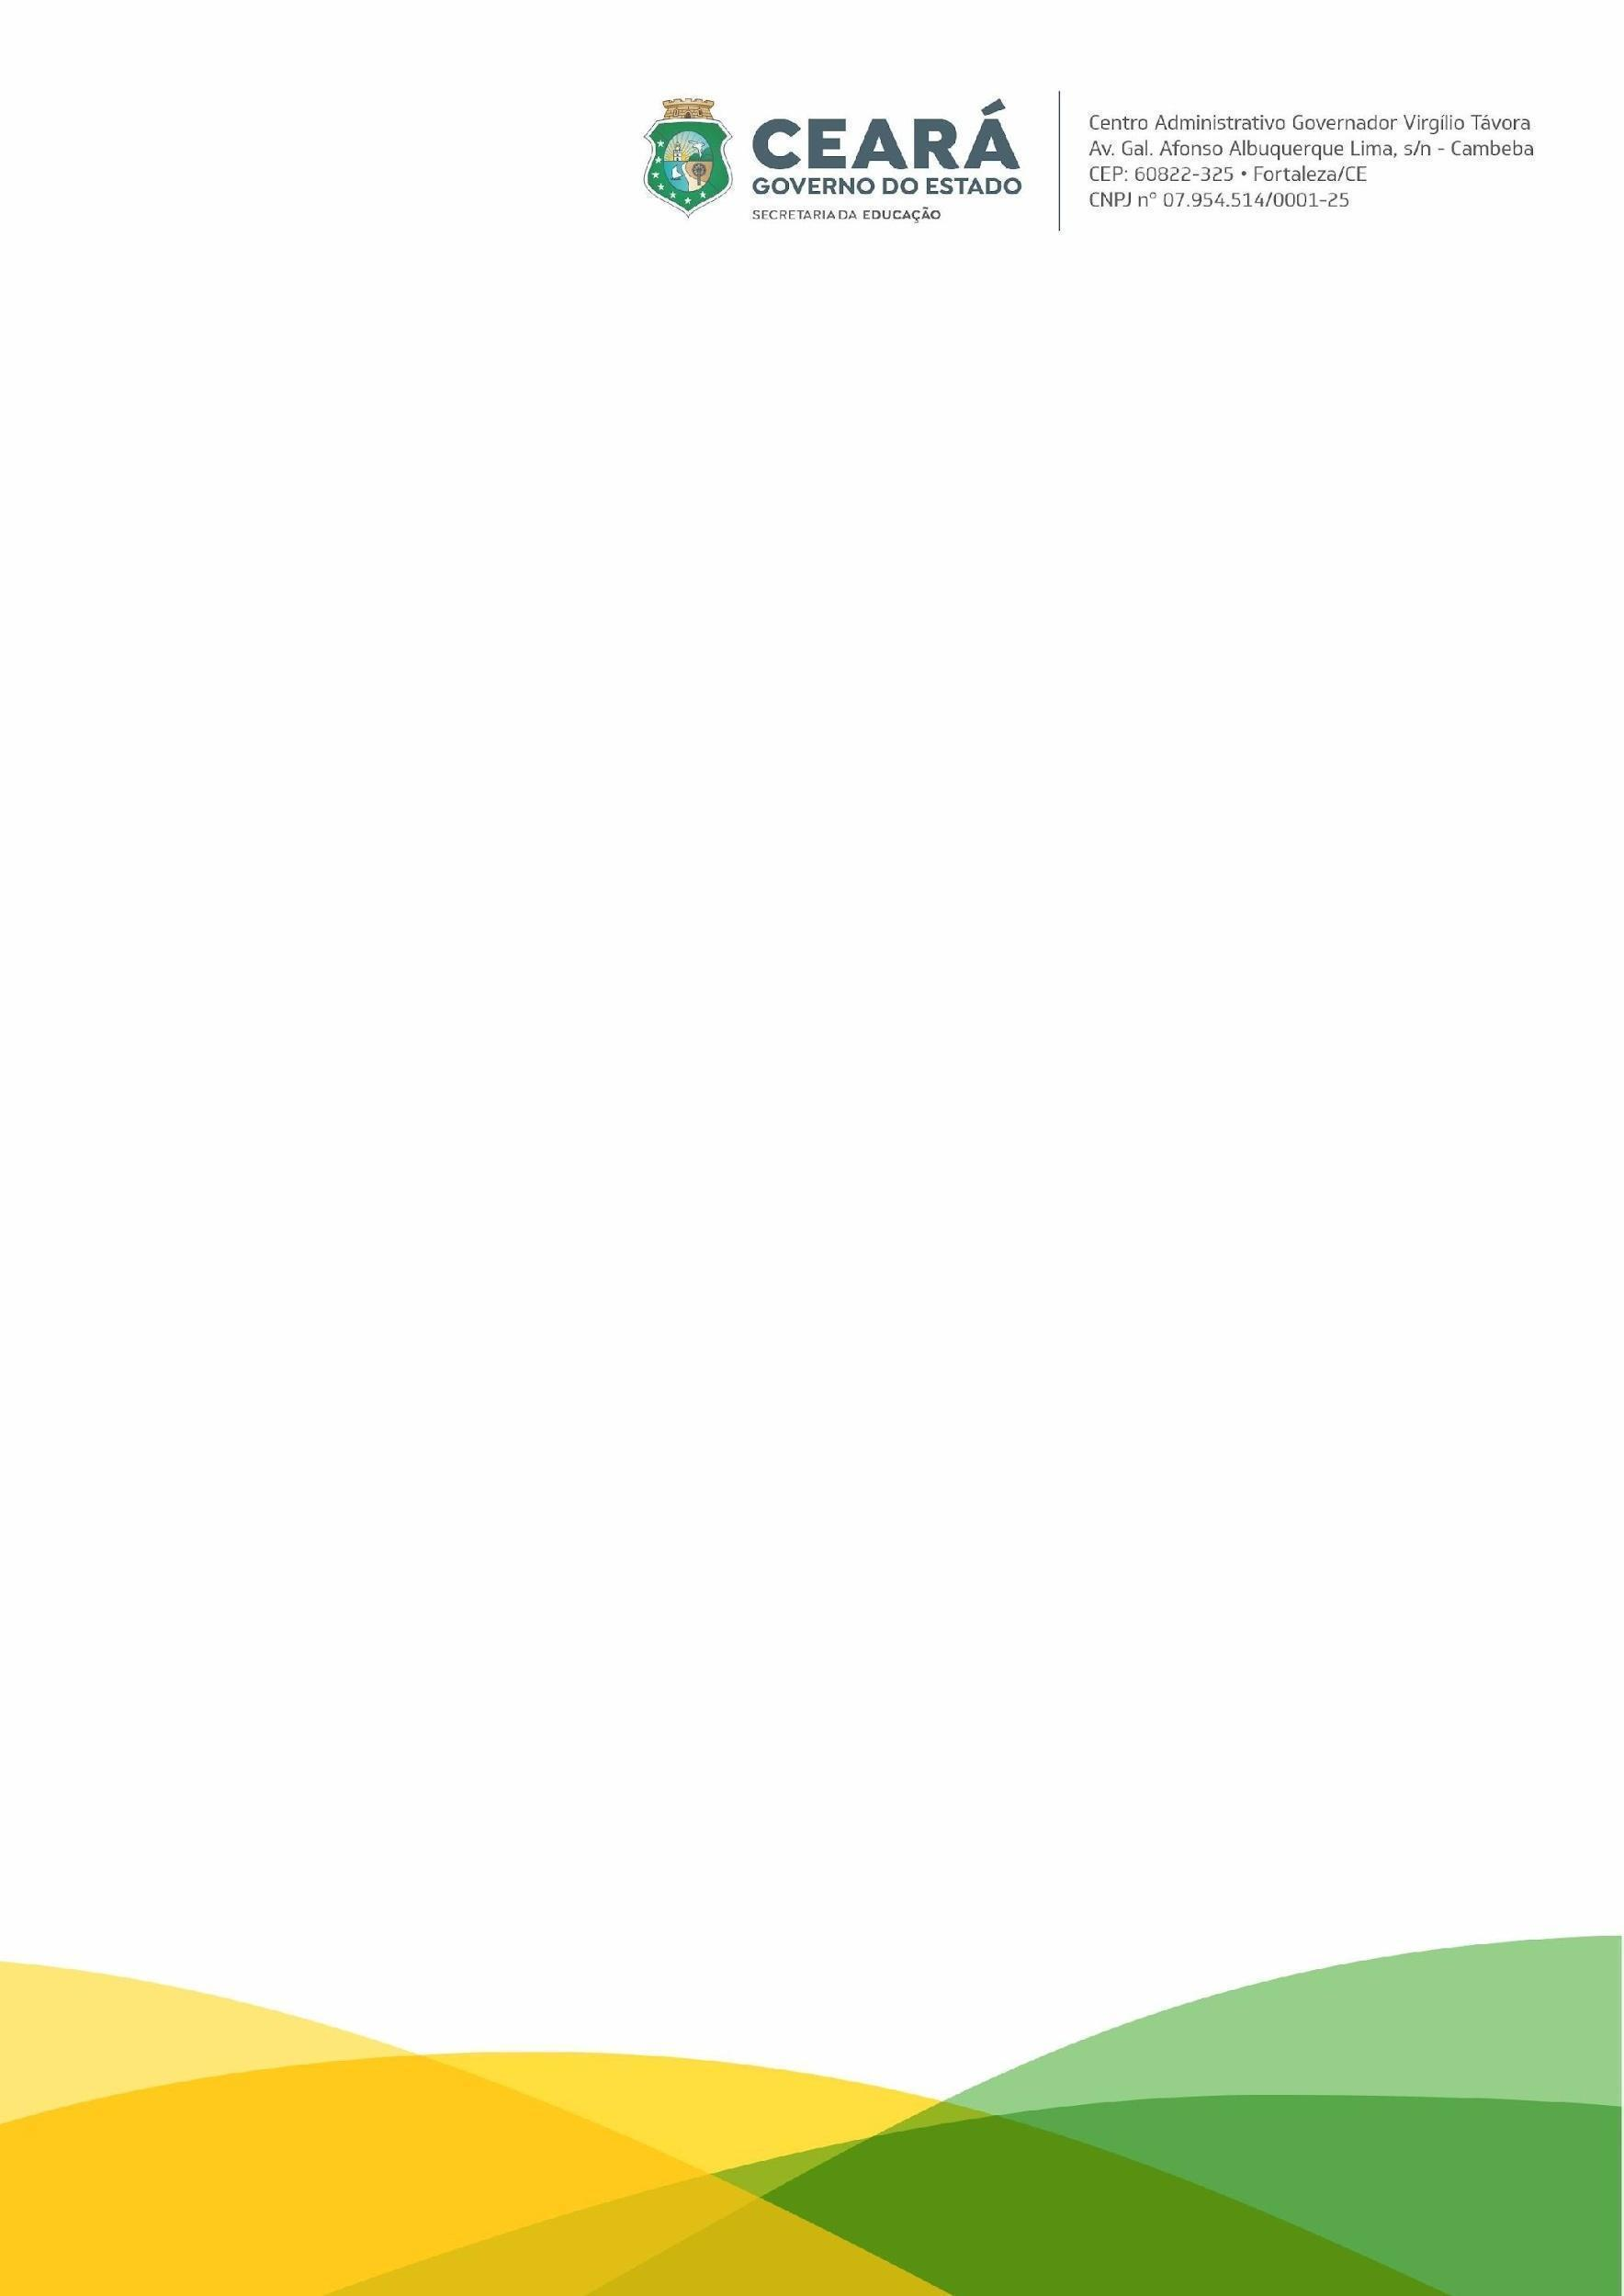 CEARÁ
GOVERNO DO ESTADO
SECRETARIA DA EDUCAÇÃO
Centro Administrativo Governador Virgílio Távora
Av. Gal. Afonso Albuquerque Lima, s/n - Cambeba
CEP: 60822-325 • Fortaleza/CE
CNPJ nº 07.954.514/0001-25